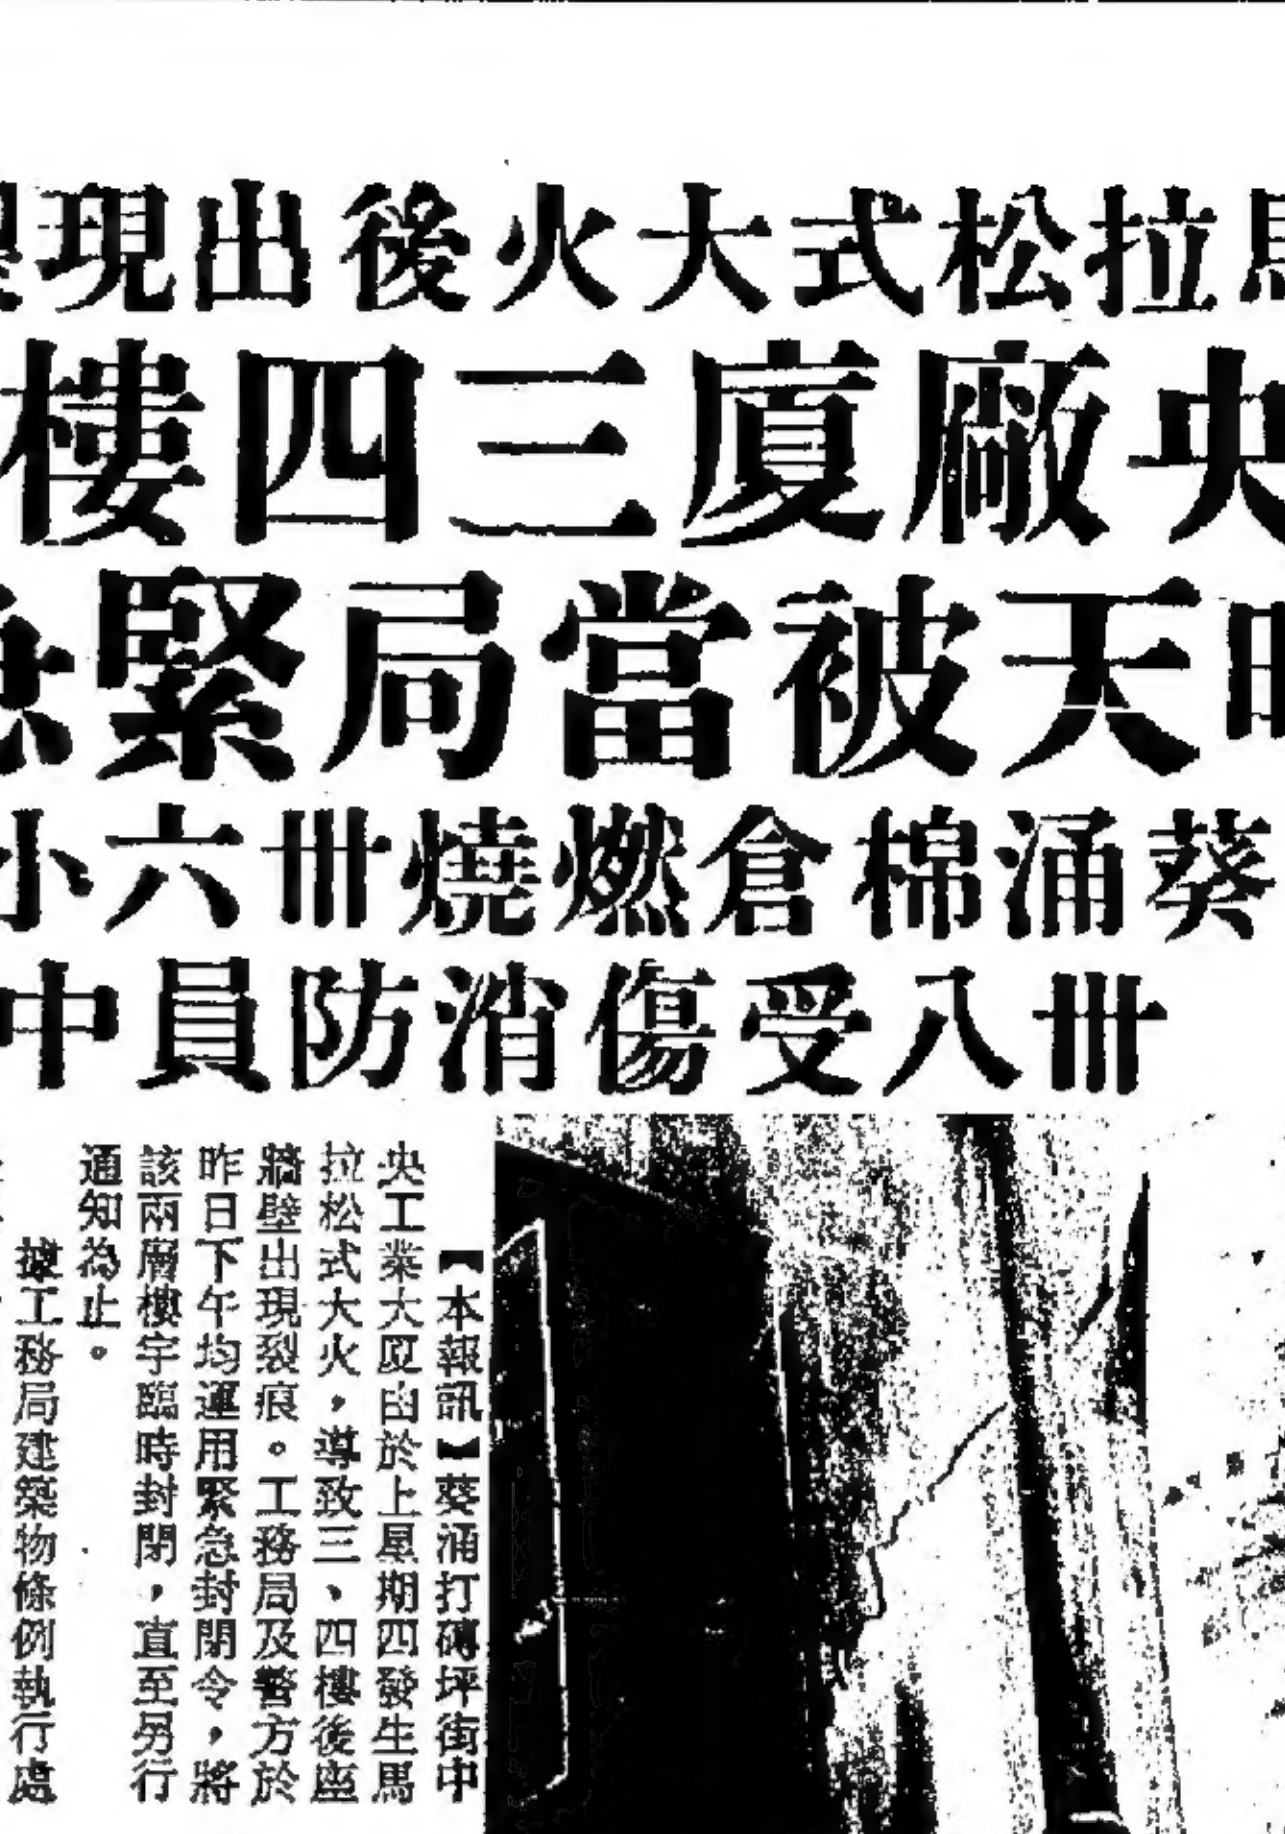 馬拉松式大火後出現
央廠廈三四樓
昨天被當局緊急
葵涌棉倉燃燒卅六小
卅八受傷消防員中
【本報訊】葵涌打磚坪街中
央工業大厦由於上星期四發生馬
拉松式大火，導致三、四樓後座
牆壁出現裂痕。工務局及警方於
昨日下午均運用緊急封閉令，將
該兩層樓宇臨時封閉，直至另行
通知為止。
據工務局建築物條例執行處